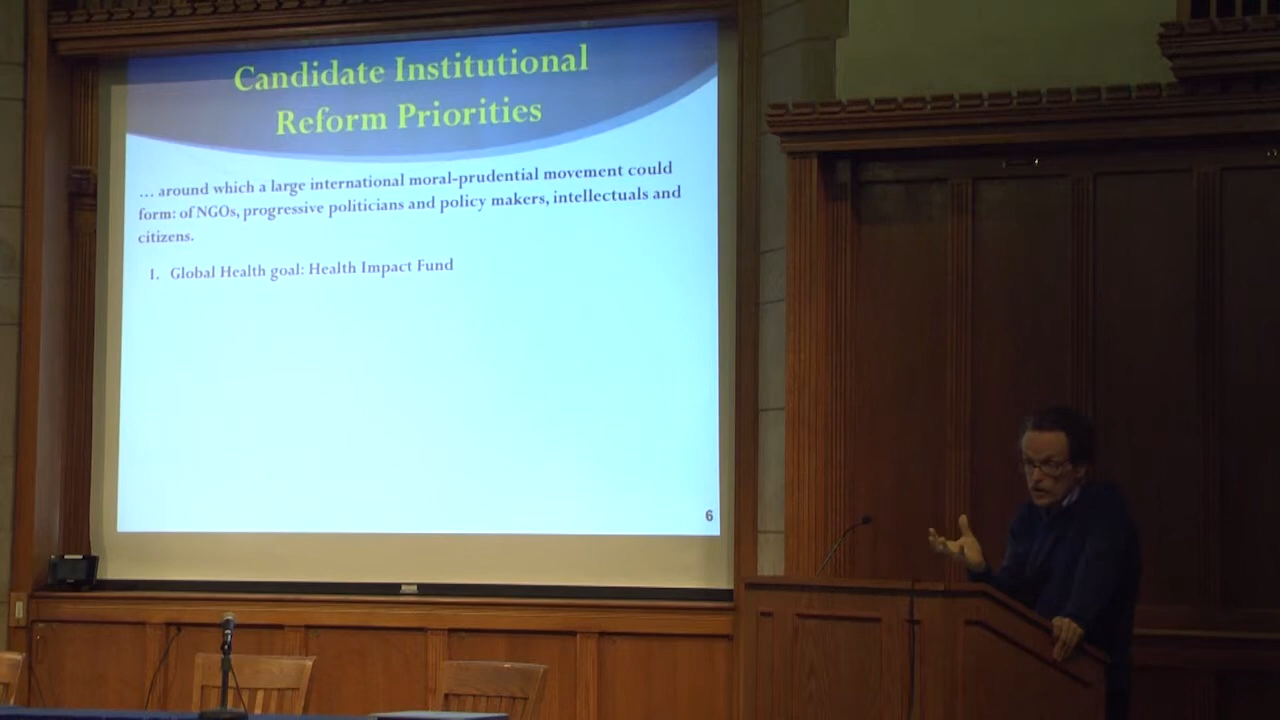 Candidate Institutional
Reform Priorities
... around which a large international moral-prudential movement could
form: of NGOs, progressive politicians and policy makers, intellectuals and
citizens.
1. Global Health goal: Health Impact Fund
6